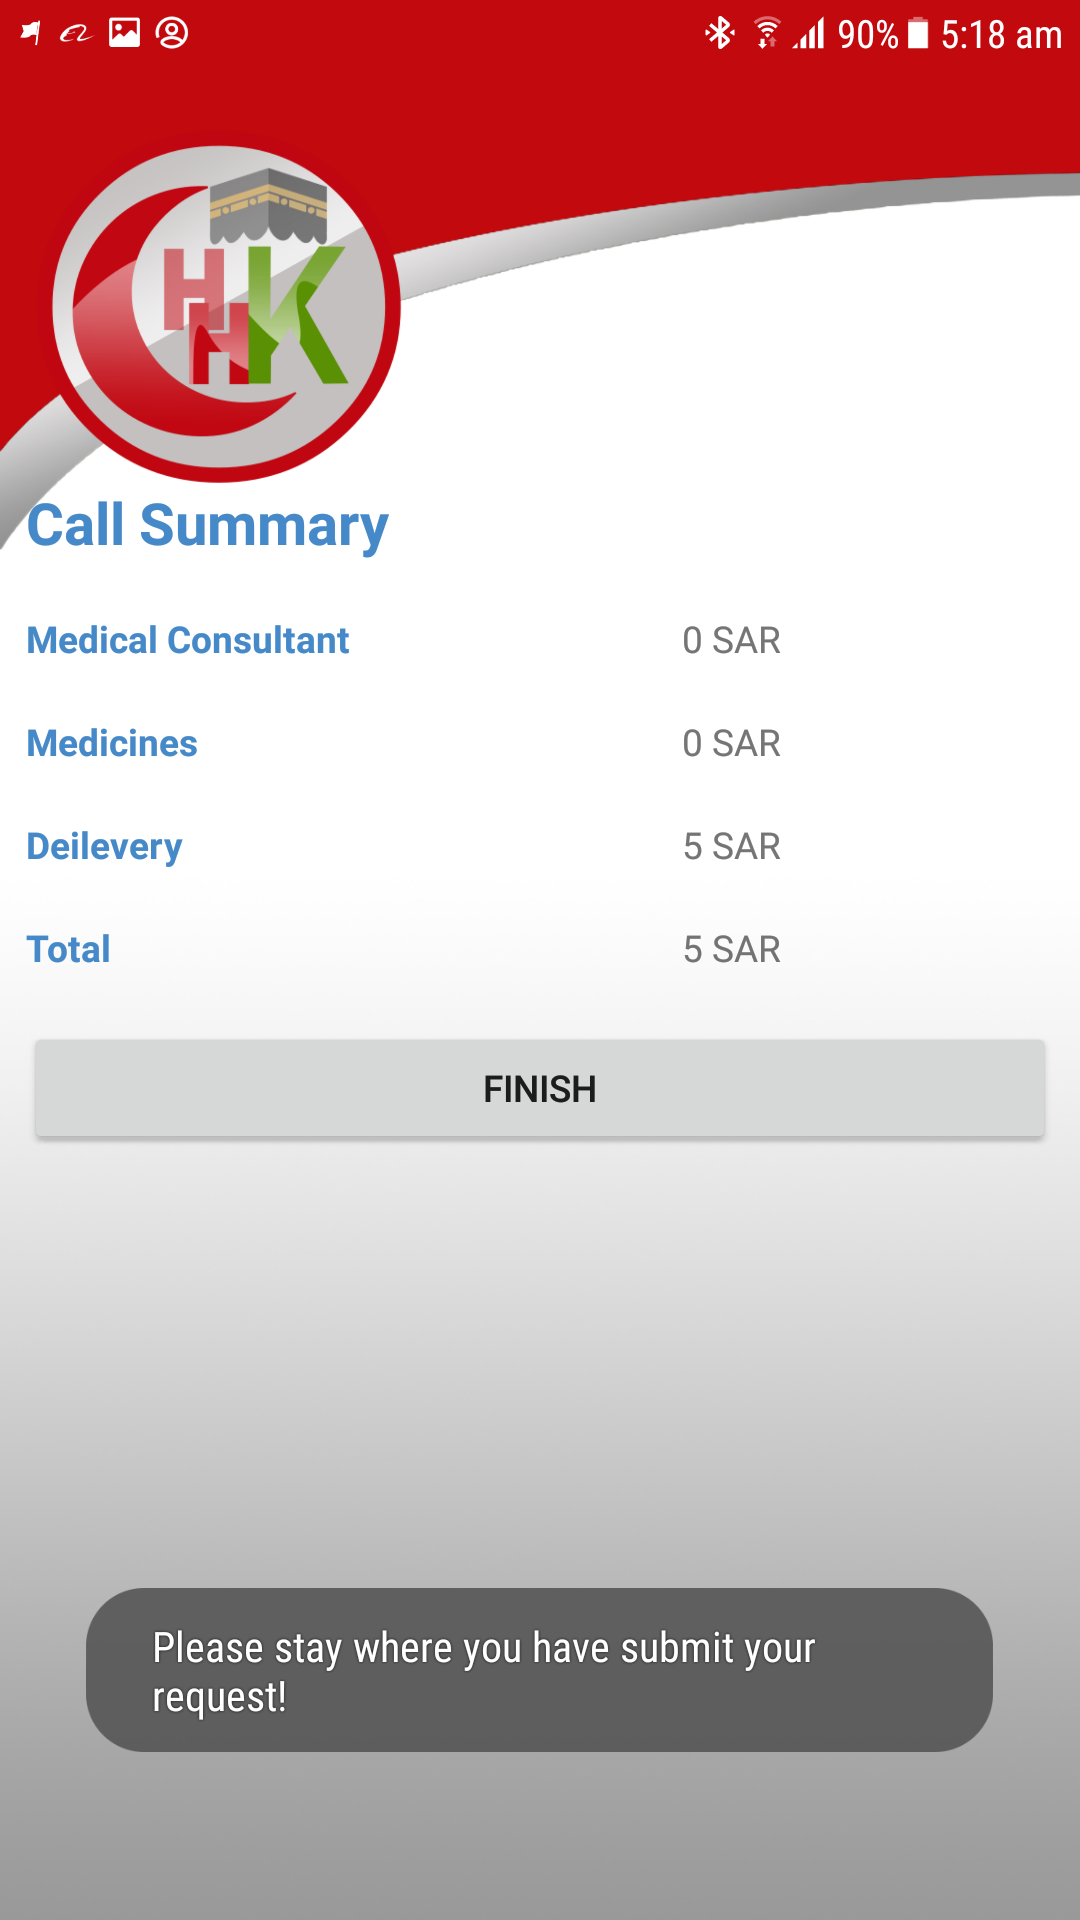 90% 5:18 am
HHK
Call Summary
Medical Consultant 0 SAR
Medicines 0 SAR
Deilevery 5 SAR
Total 5 SAR
FINISH
Please stay where you have submit your
request!